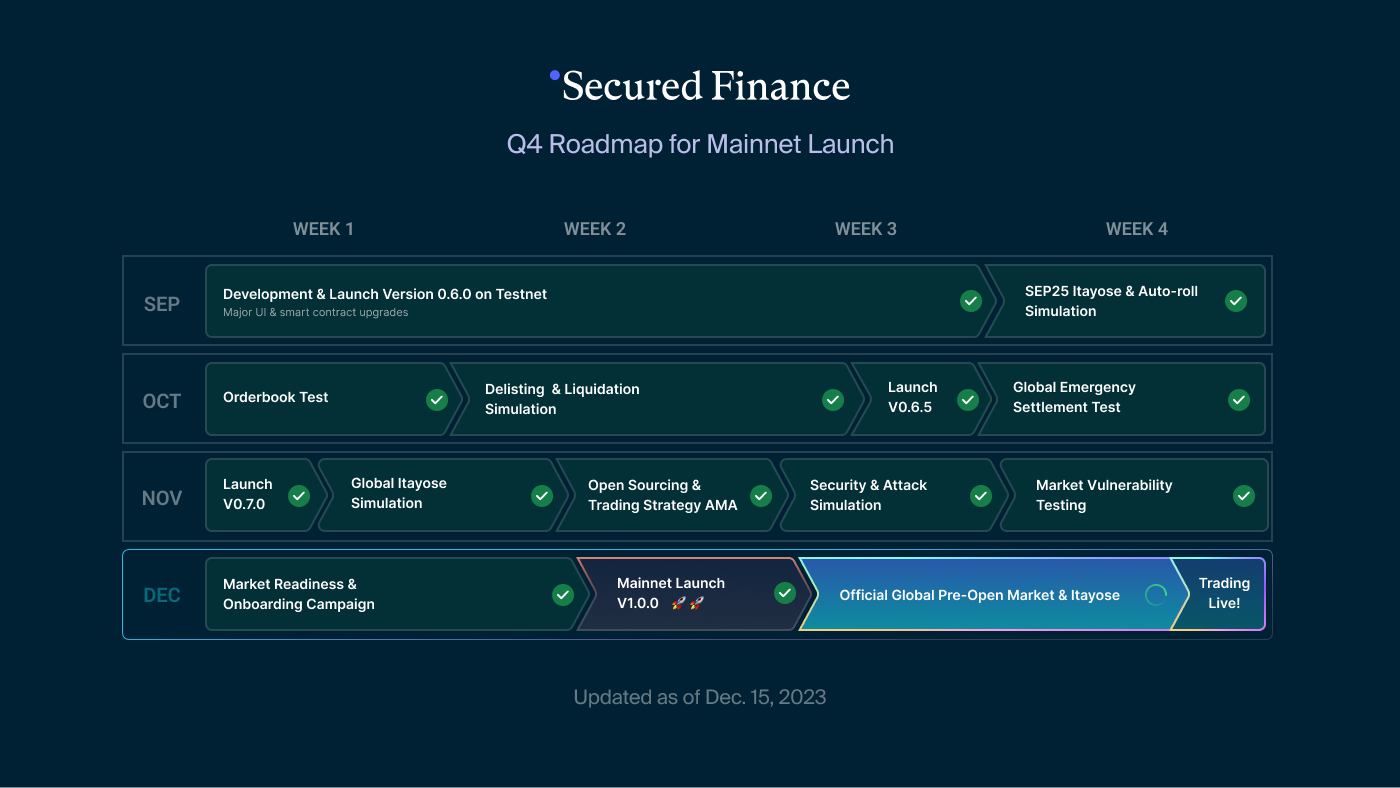 Secured Finance
Q4 Roadmap for Mainnet Launch
WEEK 1
WEEK 2
WEEK 3
WEEK 4
SEP
Development & Launch Version 0.6.0 on Testnet
Major UI & smart contract upgrades
SEP25 Itayose & Auto-roll
Simulation
OCT
Orderbook Test
Delisting & Liquidation
Simulation
Launch
V0.6.5
Global Emergency
Settlement Test
NOV
Launch
V0.7.0
Global Itayose
Simulation
Open Sourcing &
Trading Strategy AMA
Security & Attack
Simulation
Market Vulnerability
Testing
DEC
Market Readiness &
Onboarding Campaign
Mainnet Launch
V1.0.0 🚀 🚀
Official Global Pre-Open Market & Itayose
Trading
Live!
Updated as of Dec. 15, 2023